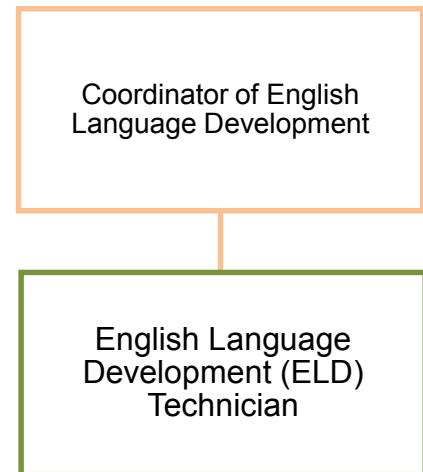 Coordinator of English
Language Development
English Language
Development (ELD)
Technician